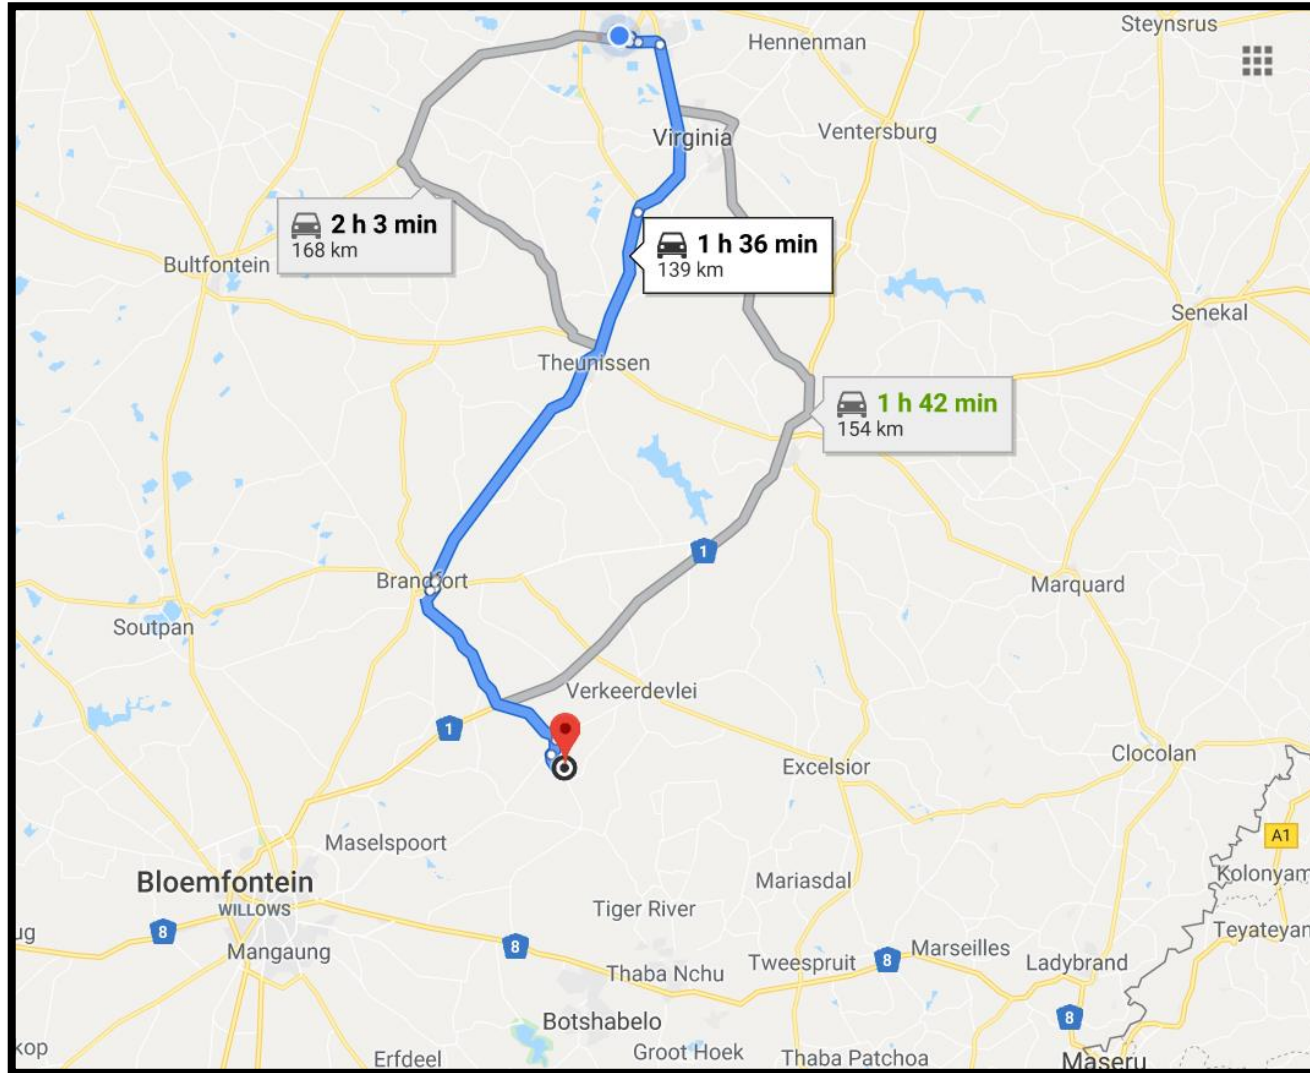 Steynsrus
Hennenman
Virginia
Ventersburg
2 h 3 min
168 km
1 h 36 min
139 km
Bultfontein
Senekal
Theunissen
1 h 42 min
154 km
1
Brandfort
Marquard
Soutpan
Verkeerdevlei
1
Clocolan
Excelsior
Maselspoort
A1
Bloemfontein
WILLOWS
Mariasdal
Kolonyam
Tiger River
8
ug
Teyateyan
Mangaung
8
Thaba Nchu
Tweespruit
8
Marseilles
Ladybrand
Botshabelo
8
kop
Erfdeel
Groot Hoek
Thaba Patchoa
Maseru